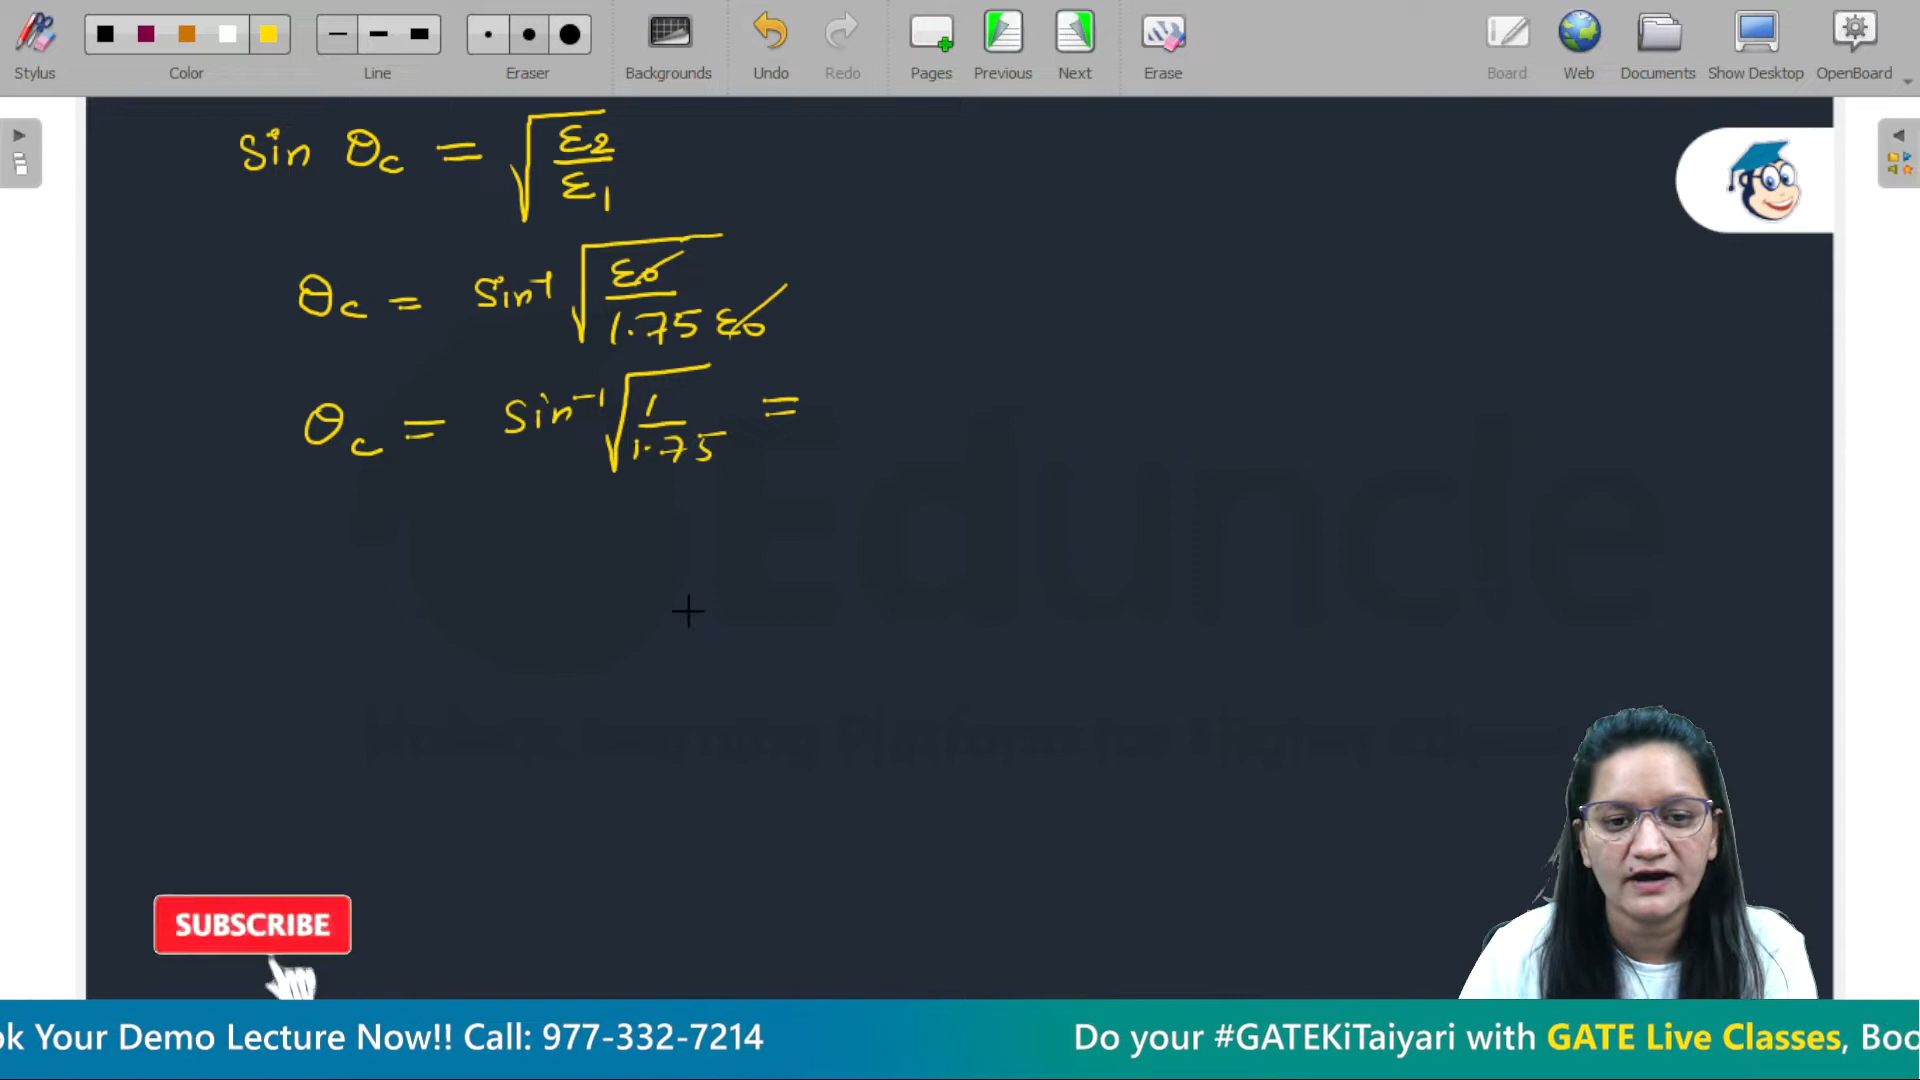 Stylus
Color
Line
Eraser
Backgrounds
Undo
Redo
Pages
Previous
Next
Erase
Board
Web
Documents
Show Desktop
OpenBoard
Sin θc = √(ε2/ε1)
θc = Sin⁻¹ √(ε0/1.75 ε0)
θc = Sin⁻¹ √(1/1.75) =
Eduncle
SUBSCRIBE
ok Your Demo Lecture Now!! Call: 977-332-7214
Do your #GATEKiTaiyari with GATE Live Classes, Boo